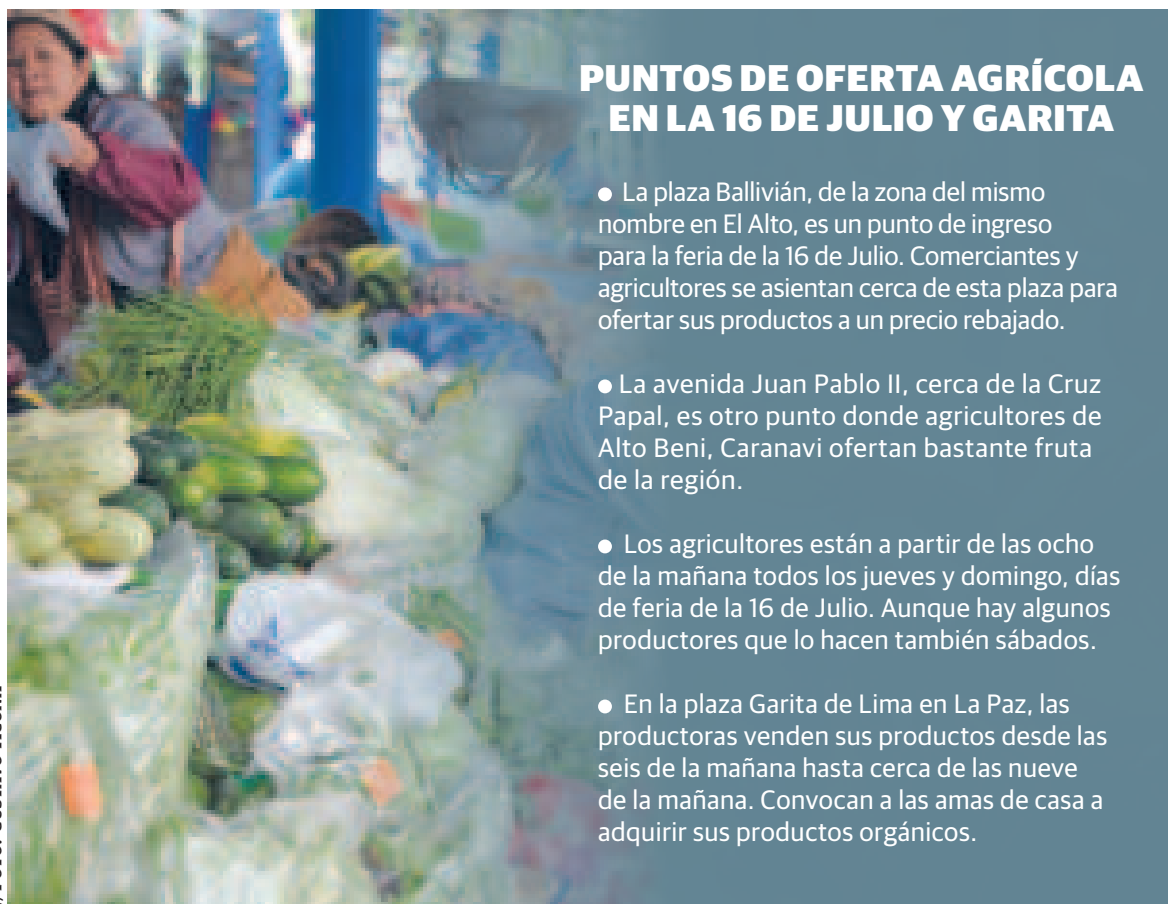 PUNTOS DE OFERTA AGRÍCOLA
EN LA 16 DE JULIO Y GARITA
● La plaza Ballivián, de la zona del mismo
nombre en El Alto, es un punto de ingreso
para la feria de la 16 de Julio. Comerciantes y
agricultores se asientan cerca de esta plaza para
ofertar sus productos a un precio rebajado.
● La avenida Juan Pablo II, cerca de la Cruz
Papal, es otro punto donde agricultores de
Alto Beni, Caranavi ofertan bastante fruta
de la región.
● Los agricultores están a partir de las ocho
de la mañana todos los jueves y domingo, días
de feria de la 16 de Julio. Aunque hay algunos
productores que lo hacen también sábados.
● En la plaza Garita de Lima en La Paz, las
productoras venden sus productos desde las
seis de la mañana hasta cerca de las nueve
de la mañana. Convocan a las amas de casa a
adquirir sus productos orgánicos.